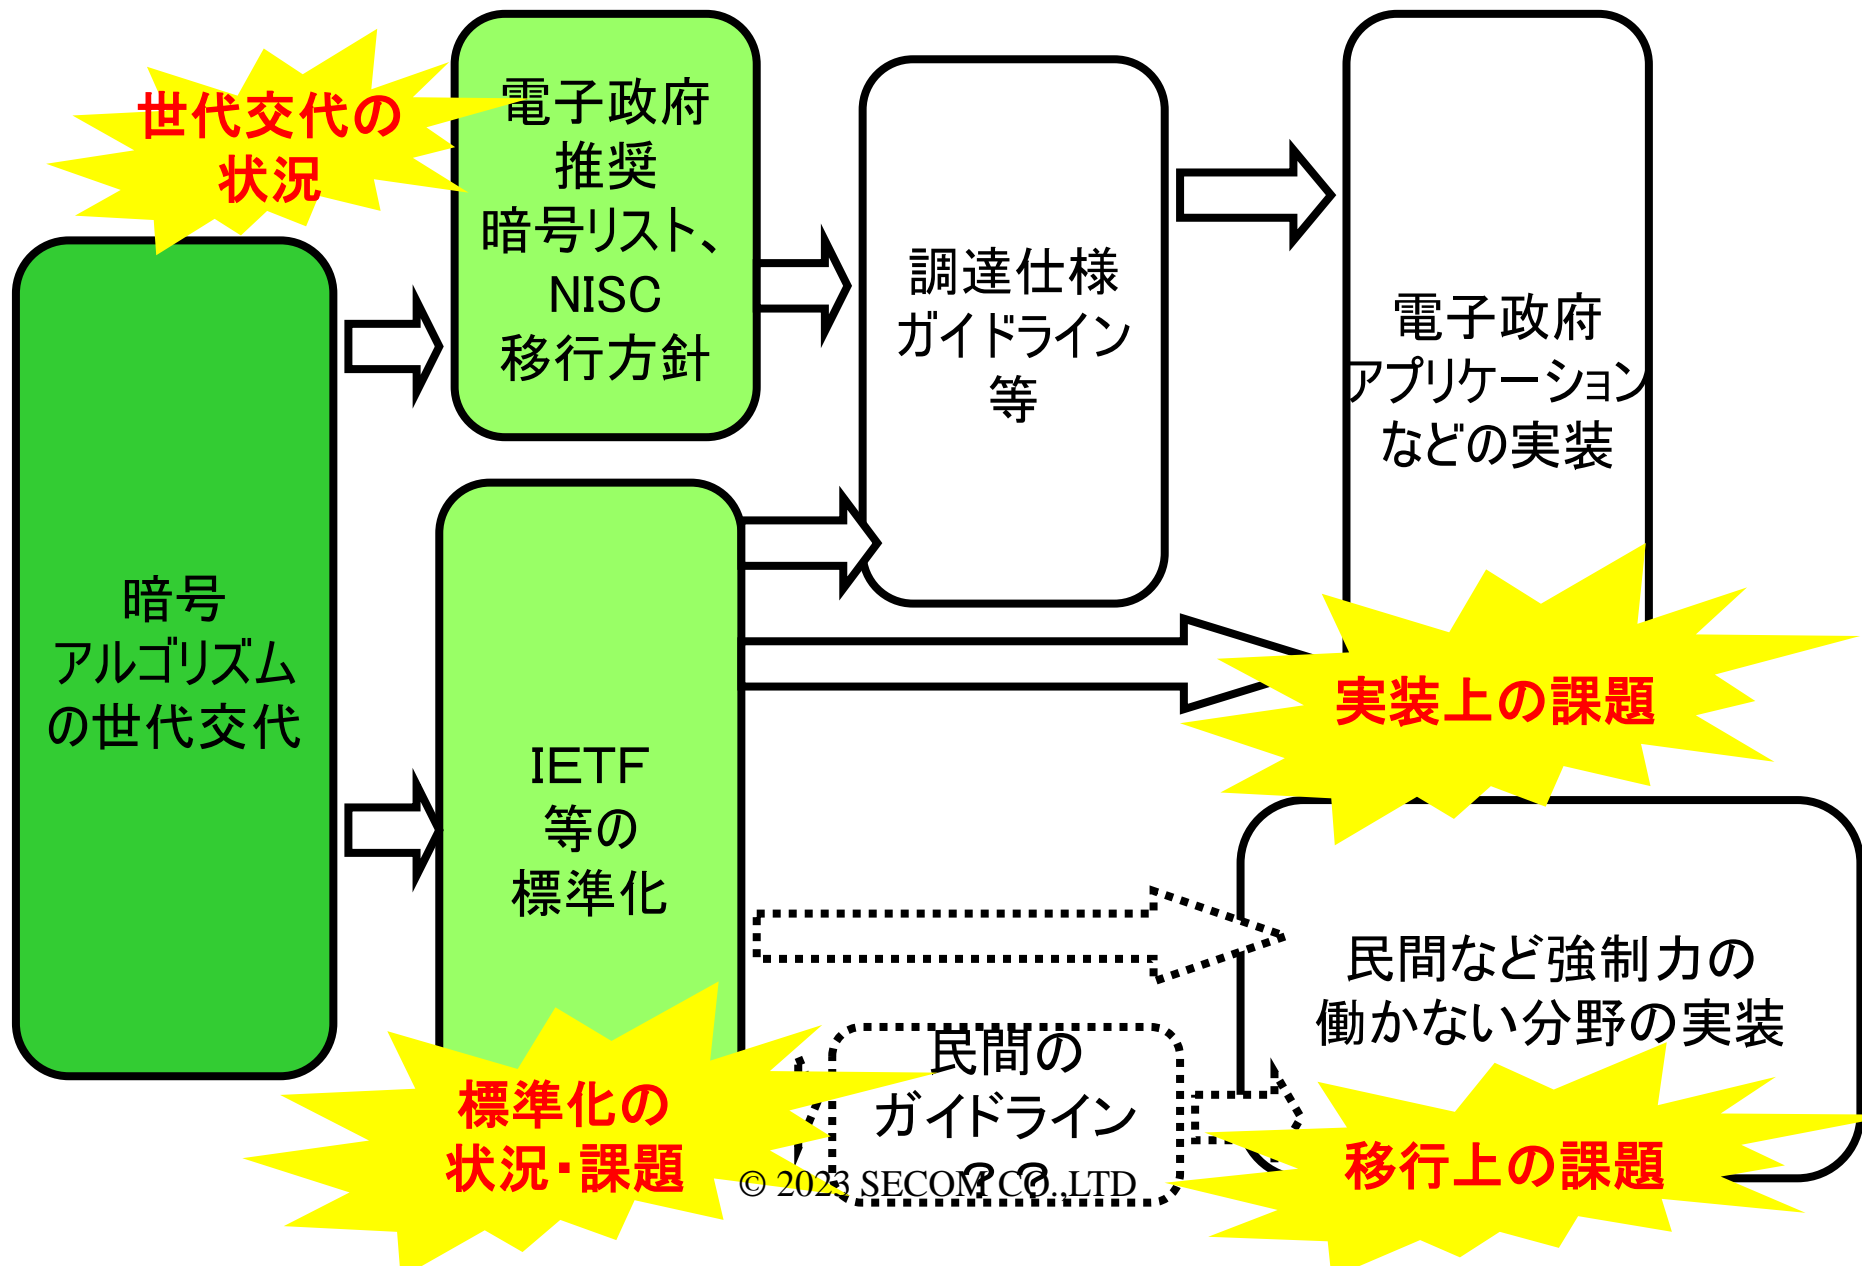 世代交代の
状況
暗号
アルゴリズム
の世代交代
電子政府
推奨
暗号リスト、
NISC
移行方針
IETF
等の
標準化
標準化の
状況・課題
調達仕様
ガイドライン
等
電子政府
アプリケーション
などの実装
実装上の課題
民間など強制力の
働かない分野の実装
民間の
ガイドライン
？？
移行上の課題
© 2023 SECOM CO.,LTD